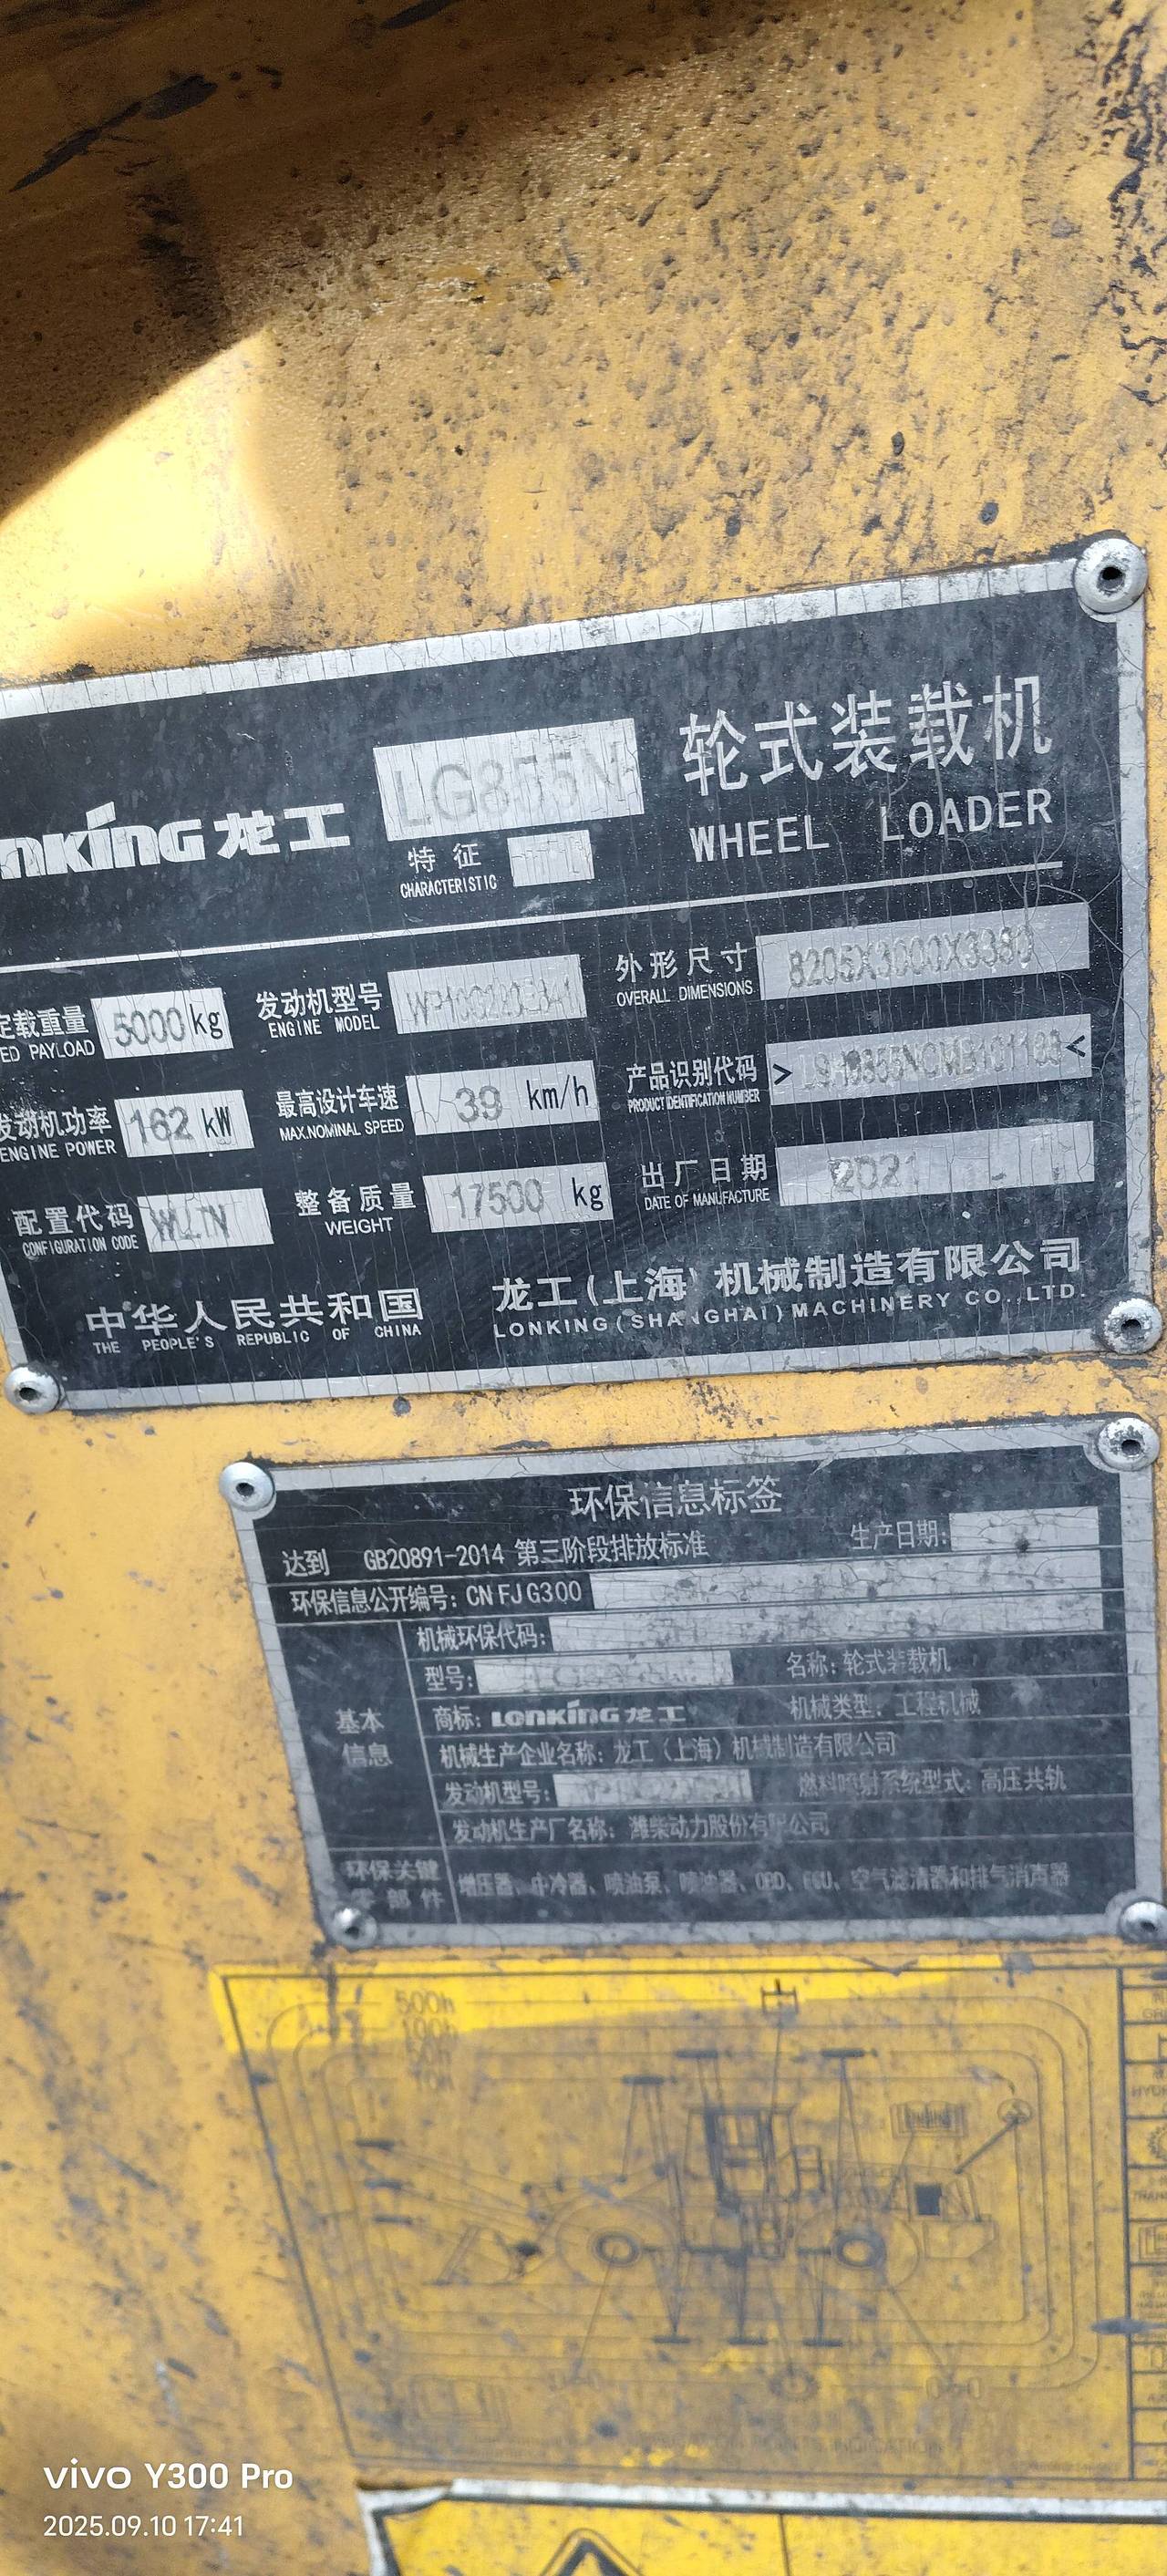 轮式装载机
NKING 龙工 LG855N
WHEEL LOADER
特征
CHARACTERISTIC
定载重量 5000kg 发动机型号 外形尺寸 8205X3000X3380
ED PAYLOAD ENGINE MODEL OVERALL DIMENSIONS
发动机功率 162 kW 最高设计车速 39 km/h 产品识别代码 > <
ENGINE POWER MAX.NOMINAL SPEED PRODUCT IDENTIFICATION NUMBER
配置代码 整备质量 17500 kg 出厂日期 2021
CONFIGURATION CODE WEIGHT DATE OF MANUFACTURE
中华人民共和国 龙工(上海)机械制造有限公司
THE PEOPLE'S REPUBLIC OF CHINA LONKING(SHANGHAI)MACHINERY CO.,LTD.
环保信息标签
达到 GB20891-2014 第三阶段排放标准 生产日期:
环保信息公开编号: CN FJ G300
机械环保代码:
型号: 名称: 轮式装载机
基本信息
商标: LONKING 龙工 机械类型: 工程机械
机械生产企业名称: 龙工(上海)机械制造有限公司
发动机型号: 燃料喷射系统型式: 高压共轨
发动机生产厂名称: 潍柴动力股份有限公司
环保关键零部件 增压器、中冷器、喷油泵、喷油器、OBD、ECU、空气滤清器和排气消声器
500h
100h
50h
10h
vivo Y300 Pro
2025.09.10 17:41